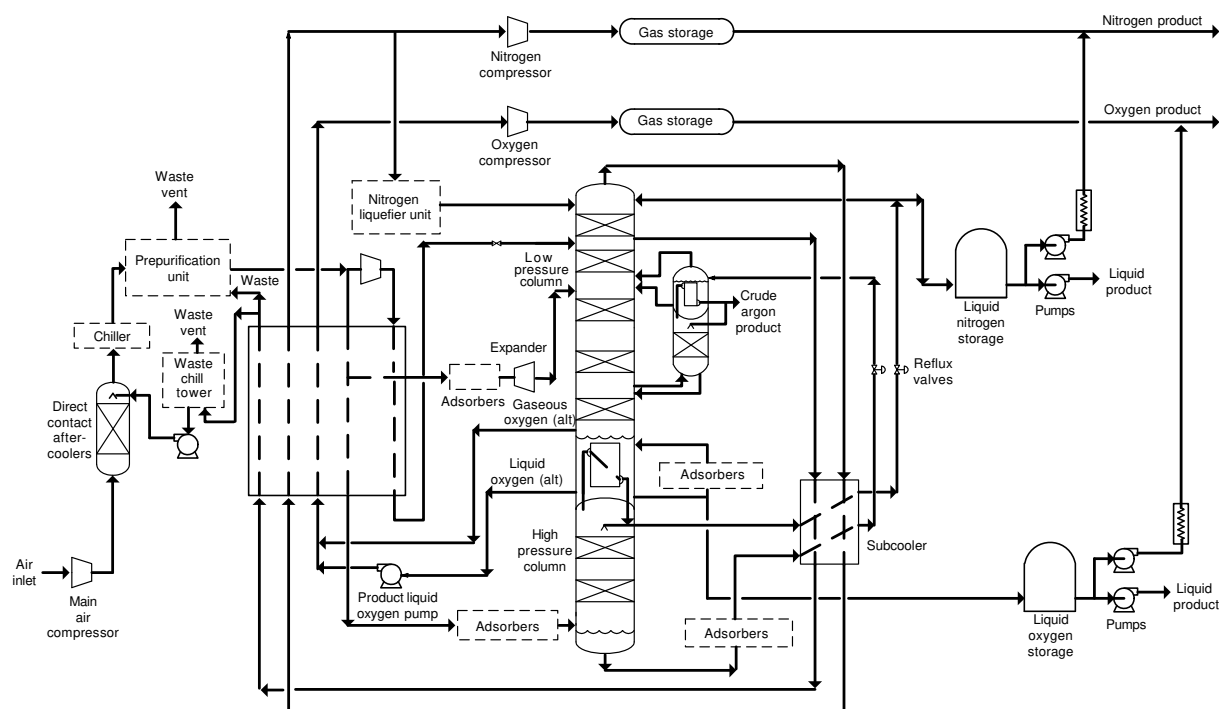 Nitrogen product
Gas storage
Nitrogen
compressor
Oxygen product
Gas storage
Oxygen
compressor
Waste
vent
Nitrogen
liquefier unit
Prepurification
unit
Waste
Low
pressure
column
Liquid
product
Crude
argon
product
Liquid
nitrogen
storage
Pumps
Waste
vent
Chiller
Expander
Reflux
valves
Waste
chill
tower
Adsorbers
Gaseous
oxygen (alt)
Direct
contact
after-
coolers
Liquid
oxygen (alt)
Adsorbers
High
pressure
column
Subcooler
Air
inlet
Main
air
compressor
Product liquid
oxygen pump
Liquid
product
Adsorbers
Adsorbers
Liquid
oxygen
storage
Pumps